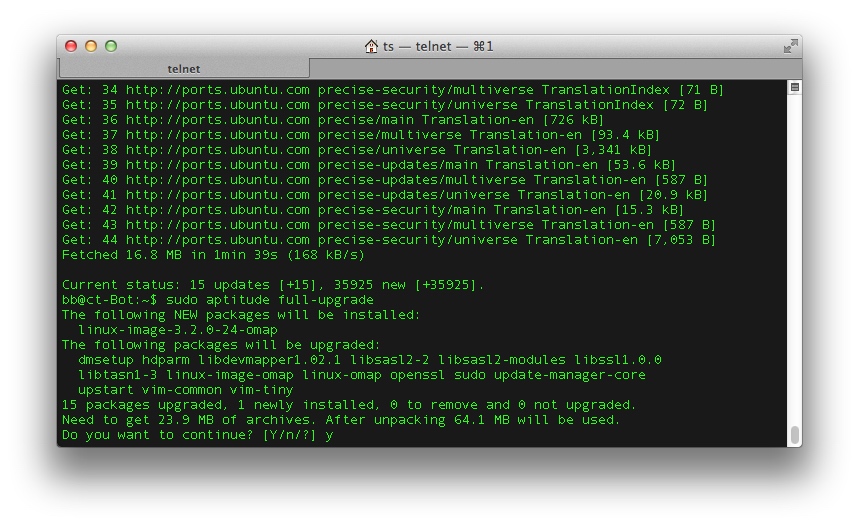 ts — telnet — ⌘1
telnet
Get: 34 http://ports.ubuntu.com precise-security/multiverse TranslationIndex [71 B]
Get: 35 http://ports.ubuntu.com precise-security/universe TranslationIndex [72 B]
Get: 36 http://ports.ubuntu.com precise/main Translation-en [726 kB]
Get: 37 http://ports.ubuntu.com precise/multiverse Translation-en [93.4 kB]
Get: 38 http://ports.ubuntu.com precise/universe Translation-en [3,341 kB]
Get: 39 http://ports.ubuntu.com precise-updates/main Translation-en [53.6 kB]
Get: 40 http://ports.ubuntu.com precise-updates/multiverse Translation-en [587 B]
Get: 41 http://ports.ubuntu.com precise-updates/universe Translation-en [20.9 kB]
Get: 42 http://ports.ubuntu.com precise-security/main Translation-en [15.3 kB]
Get: 43 http://ports.ubuntu.com precise-security/multiverse Translation-en [587 B]
Get: 44 http://ports.ubuntu.com precise-security/universe Translation-en [7,053 B]
Fetched 16.8 MB in 1min 39s (168 kB/s)
Current status: 15 updates [+15], 35925 new [+35925].
bb@ct-Bot:~$ sudo aptitude full-upgrade
The following NEW packages will be installed:
linux-image-3.2.0-24-omap
The following packages will be upgraded:
dmsetup hdparm libdevmapper1.02.1 libsasl2-2 libsasl2-modules libssl1.0.0
libtasn1-3 linux-image-omap linux-omap openssl sudo update-manager-core
upstart vim-common vim-tiny
15 packages upgraded, 1 newly installed, 0 to remove and 0 not upgraded.
Need to get 23.9 MB of archives. After unpacking 64.1 MB will be used.
Do you want to continue? [Y/n/?] y